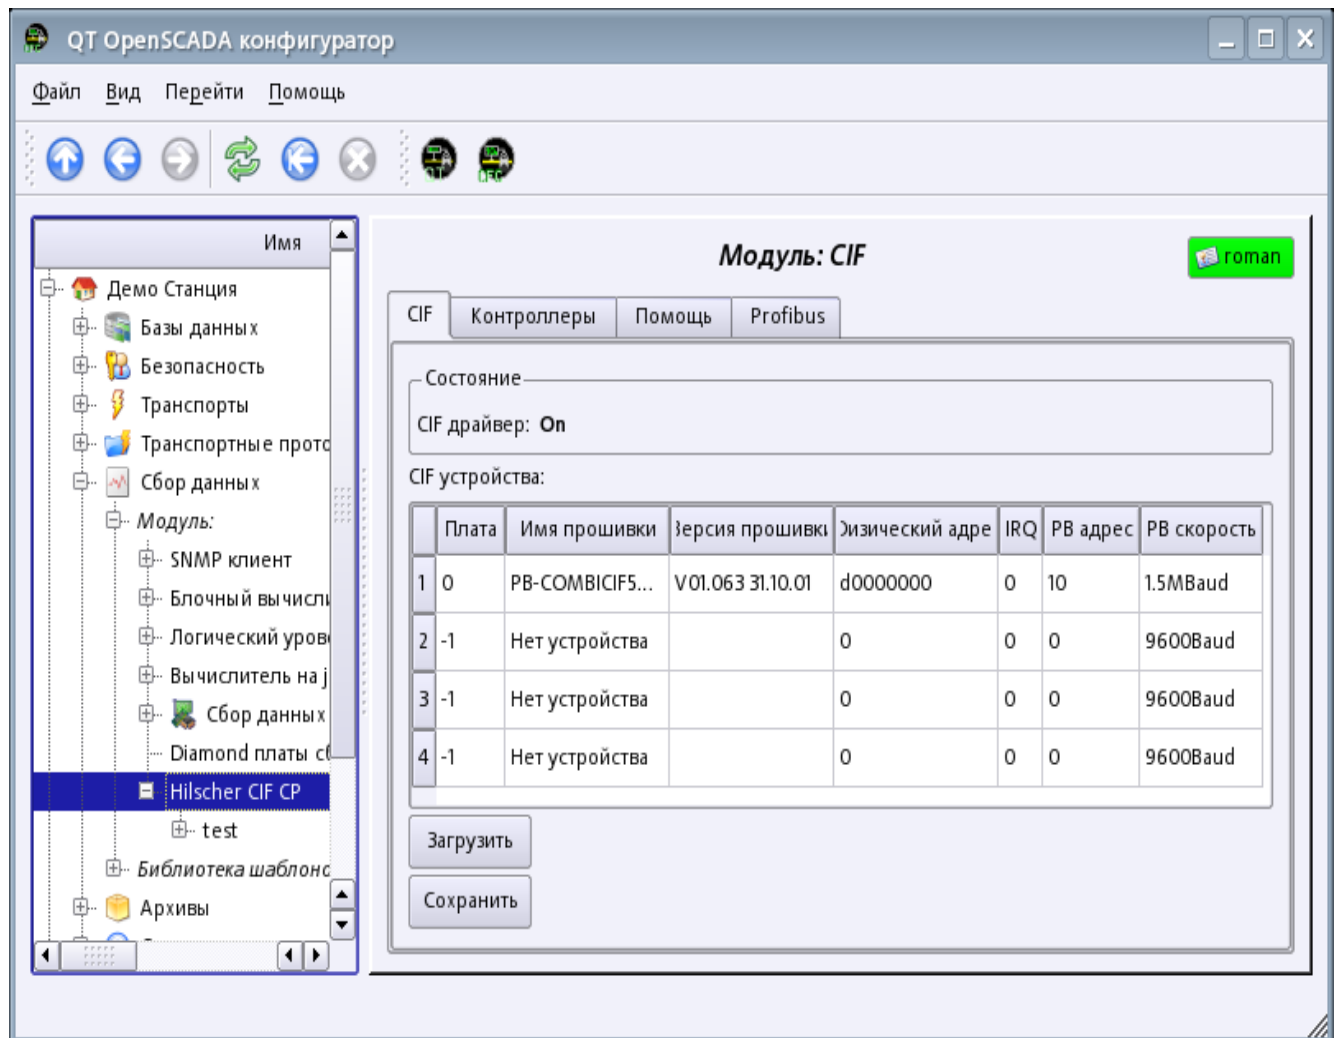 QT OpenSCADA конфигуратор
Файл Вид Перейти Помощь
Имя
Демо Станция
Базы данных
Безопасность
Транспорты
Транспортные прото
Сбор данных
Модуль:
SNMP клиент
Блочный вычисли
Логический уров
Вычислитель на j
Сбор данных
Diamond платы сб
Hilscher CIF CP
test
Библиотека шаблоно
Архивы
Модуль: CIF
roman
CIF Контроллеры Помощь Profibus
Состояние
CIF драйвер: On
CIF устройства:
Плата Имя прошивки Версия прошивки Физический адре IRQ PB адрес PB скорость
1 0 PB-COMBICIF5... V01.063 31.10.01 d0000000 0 10 1.5MBaud
2 -1 Нет устройства 0 0 0 9600Baud
3 -1 Нет устройства 0 0 0 9600Baud
4 -1 Нет устройства 0 0 0 9600Baud
Загрузить
Сохранить